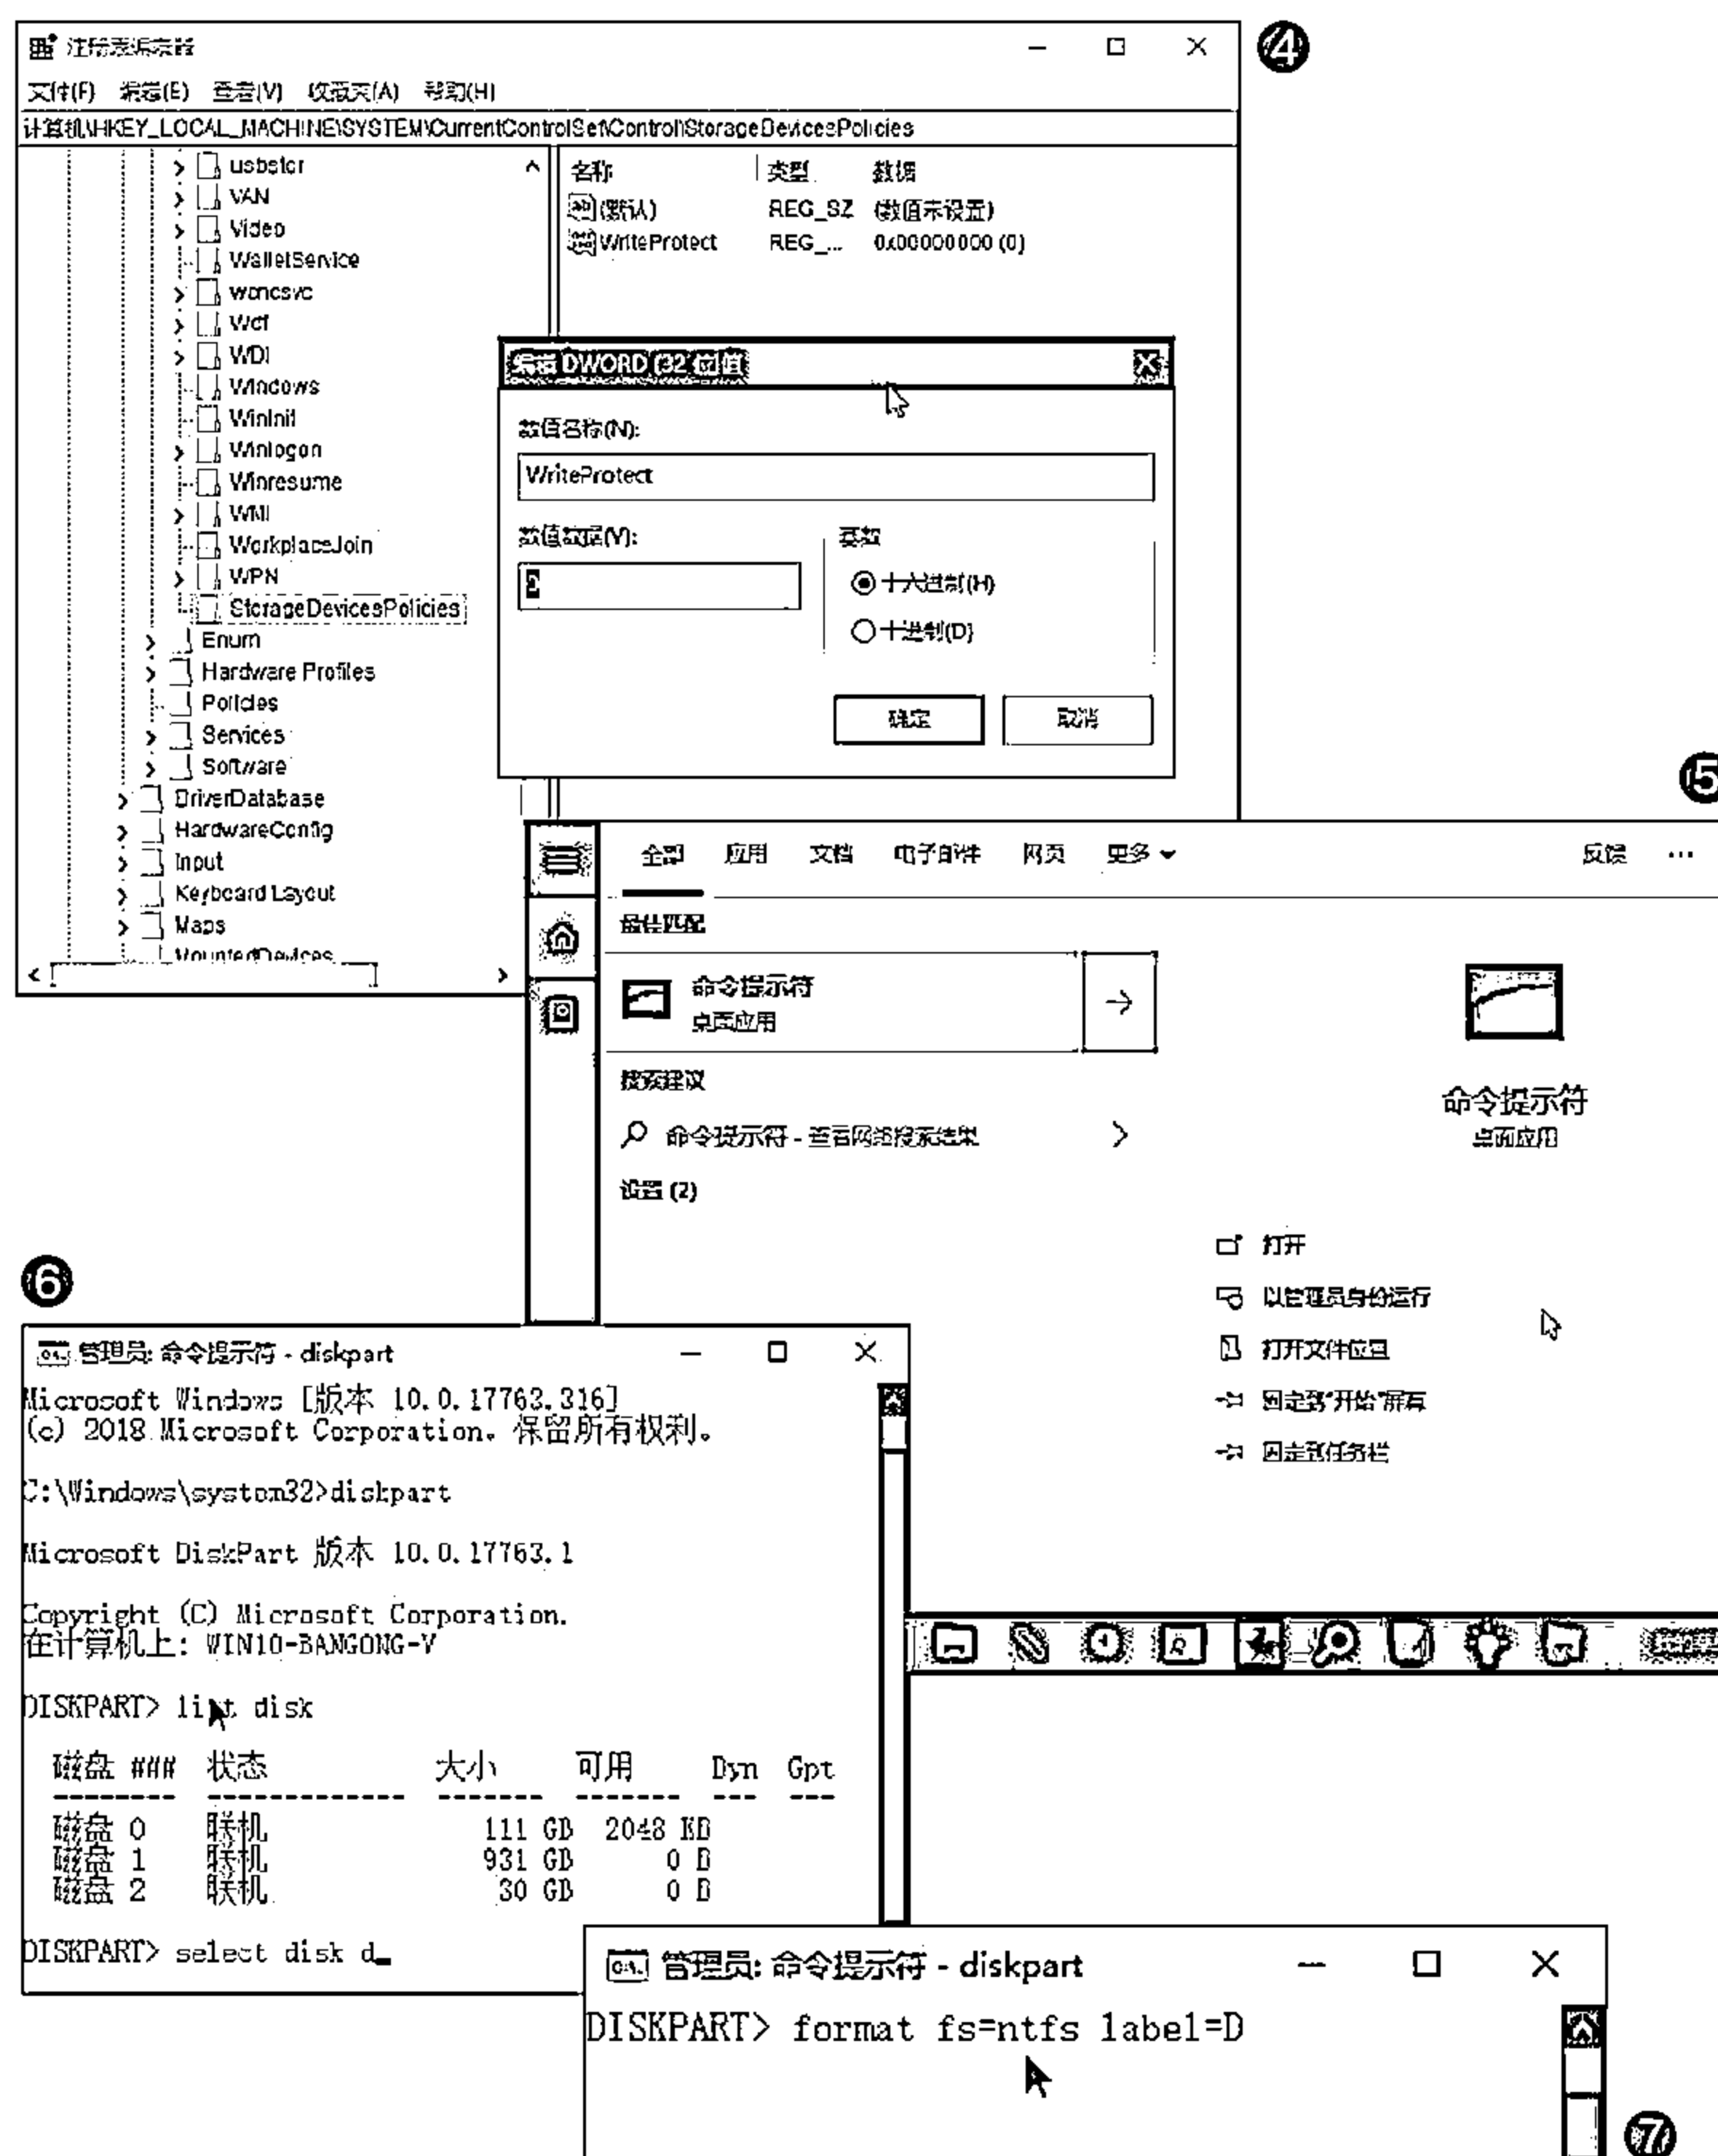 注册表编辑器
④
文件(F) 编辑(E) 查看(V) 收藏夹(A) 帮助(H)
计算机\HKEY_LOCAL_MACHINE\SYSTEM\CurrentControlSet\Control\StorageDevicesPolicies
usbstor
VAN
Video
WalletService
wcncsvc
Wcf
WDI
Windows
WinInit
Winlogon
Winresume
WMI
WorkplaceJoin
WPN
StorageDevicesPolicies
Enum
Hardware Profiles
Policies
Services
Software
DriverDatabase
HardwareConfig
Input
Keyboard Layout
Maps
MountedDevices
名称 类型 数据
(默认) REG_SZ (数值未设置)
WriteProtect REG_... 0x00000000 (0)
编辑 DWORD (32 位)值
数值名称(N):
WriteProtect
数值数据(V):
基数
十六进制(H)
十进制(D)
确定 取消
⑤
全部 应用 文档 电子邮件 网页 更多 反馈 ...
最佳匹配
命令提示符
桌面应用
搜索建议
命令提示符 - 查看网络搜索结果
设置 (2)
命令提示符
桌面应用
打开
以管理员身份运行
打开文件位置
固定到"开始"屏幕
固定到任务栏
⑥
管理员: 命令提示符 - diskpart
Microsoft Windows [版本 10.0.17763.316]
(c) 2018 Microsoft Corporation。保留所有权利。
C:\Windows\system32>diskpart
Microsoft DiskPart 版本 10.0.17763.1
Copyright (C) Microsoft Corporation.
在计算机上: WIN10-BANGONG-V
DISKPART> list disk
磁盘 ### 状态 大小 可用 Dyn Gpt
-------- ------------- ------- ------- --- ---
磁盘 0 联机 111 GB 2048 KB
磁盘 1 联机 931 GB 0 B
磁盘 2 联机 30 GB 0 B
DISKPART> select disk d_
管理员: 命令提示符 - diskpart
DISKPART> format fs=ntfs label=D
⑦